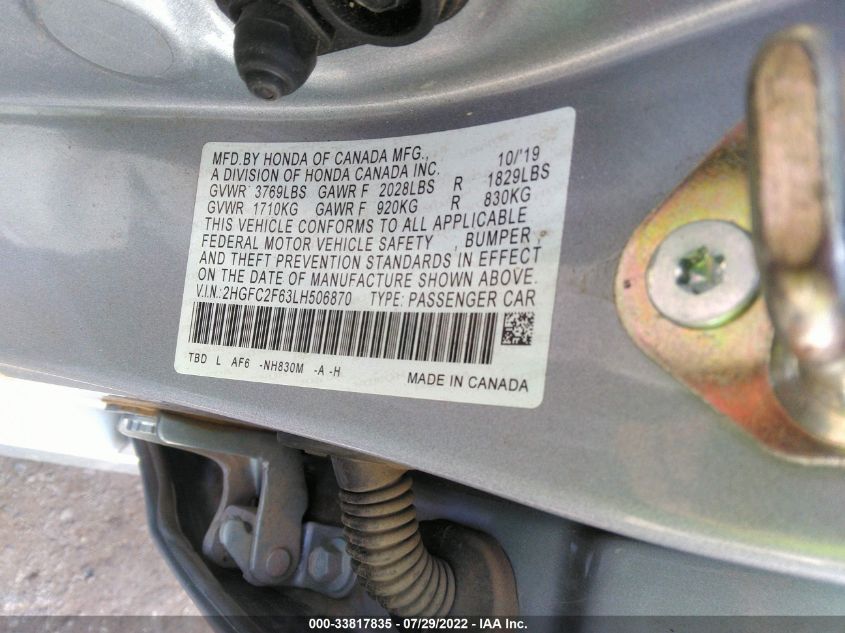 MFD.BY HONDA OF CANADA MFG., 10/'19
A DIVISION OF HONDA CANADA INC.
GVWR 3769LBS GAWR F 2028LBS R 1829LBS
GVWR 1710KG GAWR F 920KG R 830KG
THIS VEHICLE CONFORMS TO ALL APPLICABLE
FEDERAL MOTOR VEHICLE SAFETY , BUMPER ,
AND THEFT PREVENTION STANDARDS IN EFFECT
ON THE DATE OF MANUFACTURE SHOWN ABOVE.
V.I.N.:2HGFC2F63LH506870 TYPE: PASSENGER CAR
TBD L AF6 -NH830M -A -H
MADE IN CANADA
000-33817835 / 07/29/2022 - IAA Inc.